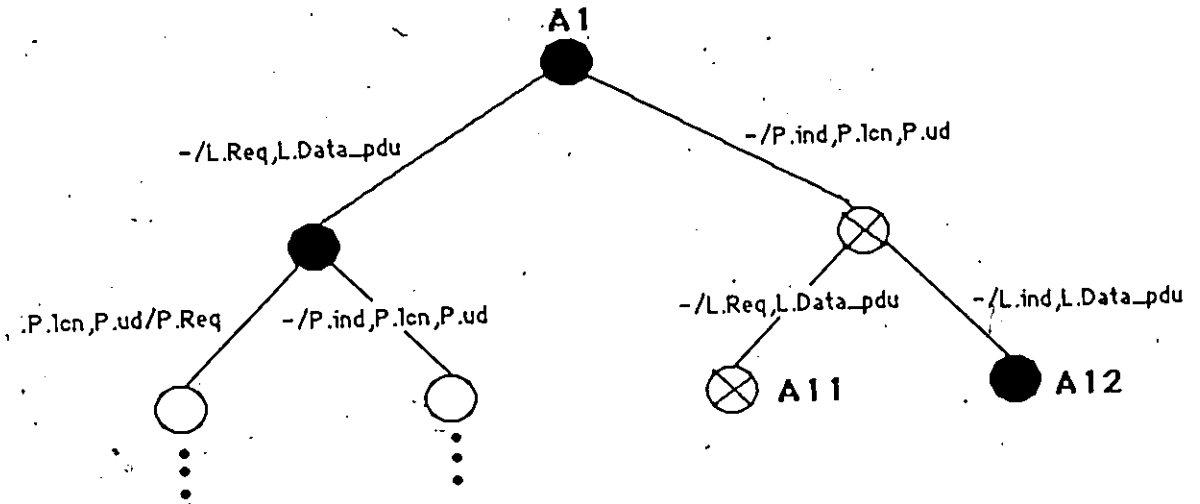 A1
-/L.Req,L.Data_pdu
-/P.ind,P.lcn,P.ud
P.lcn,P.ud/P.Req
-/P.ind,P.lcn,P.ud
-/L.Req,L.Data_pdu
-/L.ind,L.Data_pdu
A11
A12